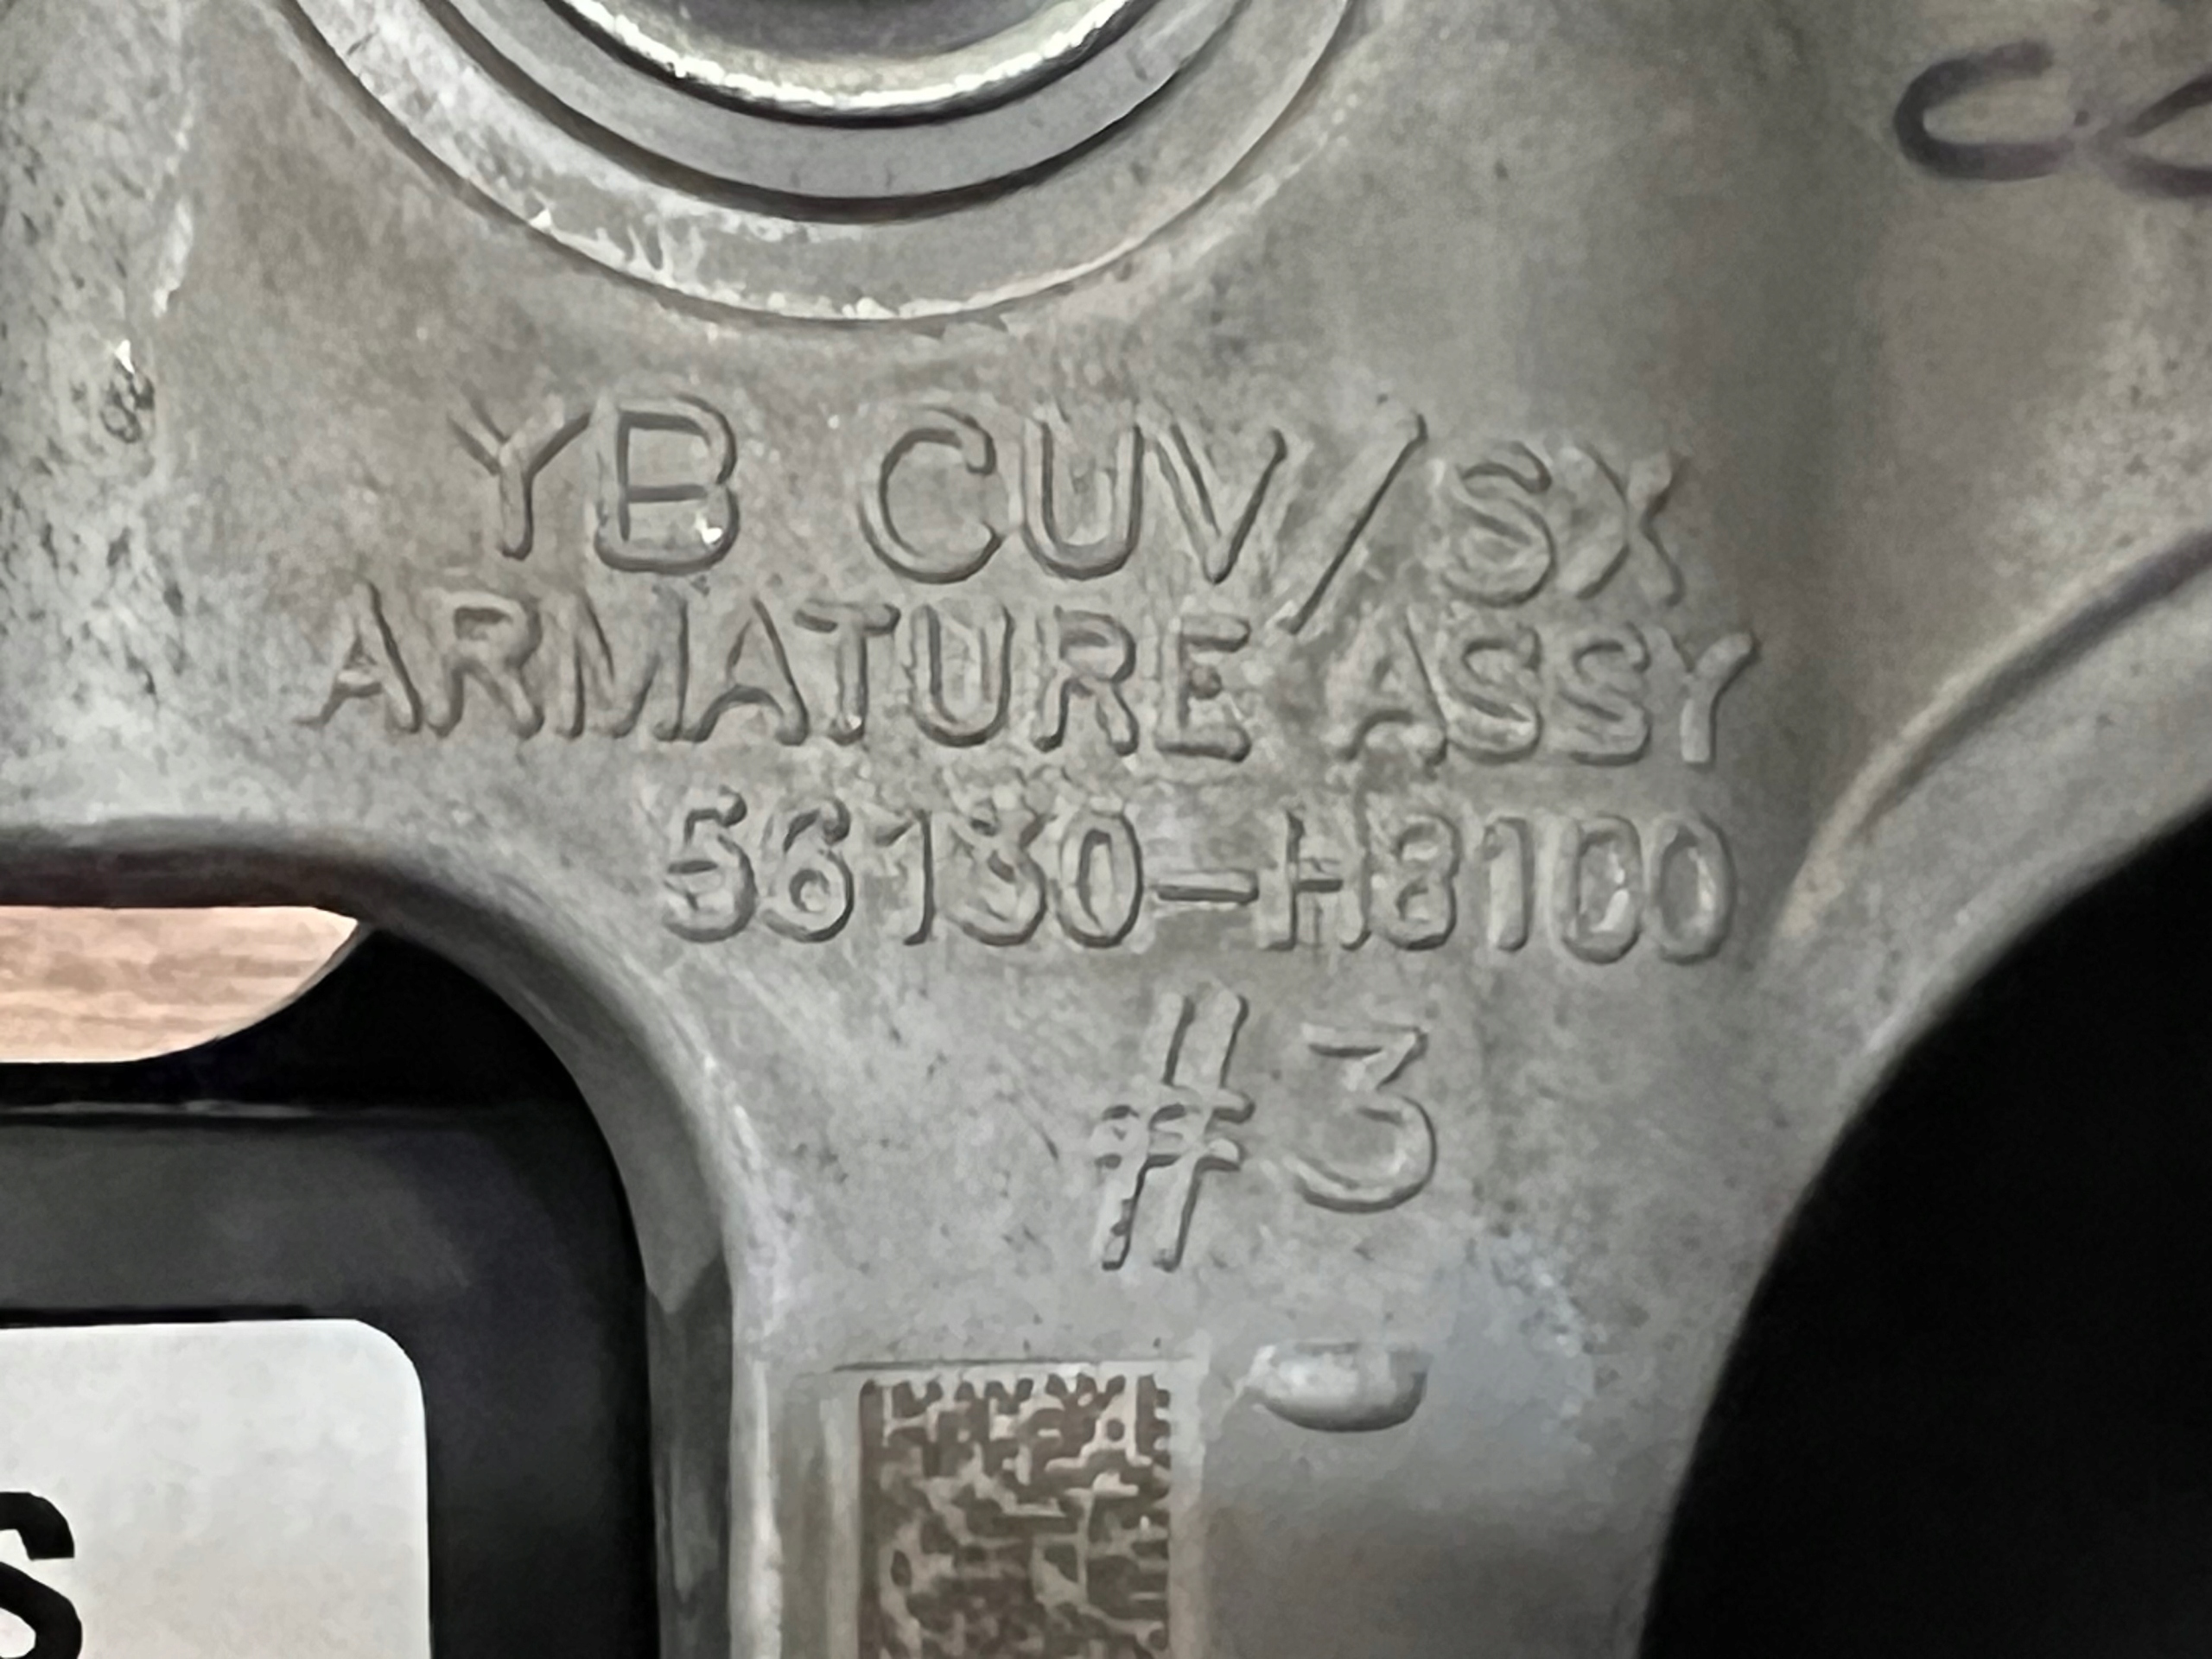 YB CUV/SX
ARMATURE ASSY
56130-H8100
#3
S